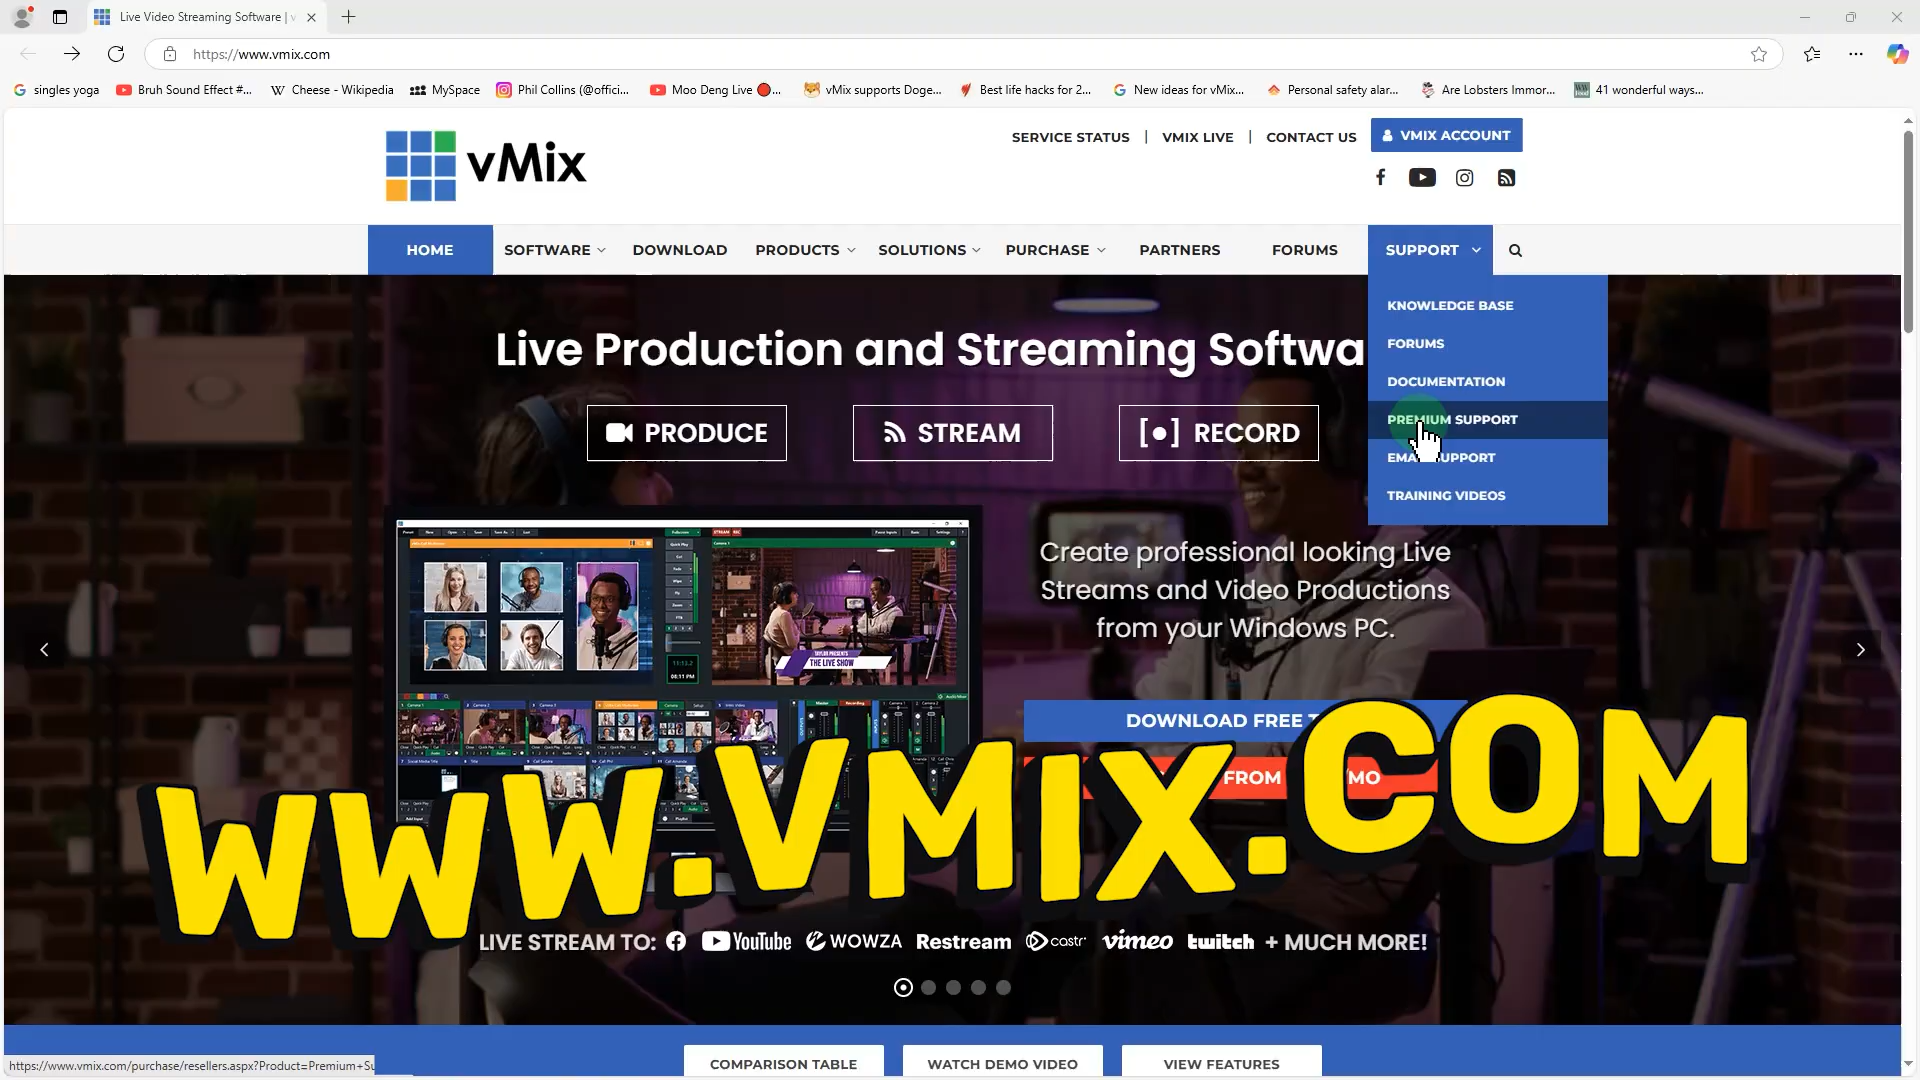 Live Video Streaming Software | v
https://www.vmix.com
singles yoga
Bruh Sound Effect #...
Cheese - Wikipedia
MySpace
Phil Collins (@offici...
Moo Deng Live 🔴...
vMix supports Doge...
Best life hacks for 2...
New ideas for vMix...
Personal safety alar...
Are Lobsters Immor...
41 wonderful ways...
vMix
SERVICE STATUS | VMIX LIVE | CONTACT US
VMIX ACCOUNT
HOME
SOFTWARE
DOWNLOAD
PRODUCTS
SOLUTIONS
PURCHASE
PARTNERS
FORUMS
SUPPORT
KNOWLEDGE BASE
FORUMS
DOCUMENTATION
PREMIUM SUPPORT
EMA UPPORT
TRAINING VIDEOS
Live Production and Streaming Softwa
PRODUCE
STREAM
[●] RECORD
THE LIVE SHOW
Create professional looking Live
Streams and Video Productions
from your Windows PC.
DOWNLOAD FREE T
FROM MO
www.vMix.COM
LIVE STREAM TO: YouTube WOWZA Restream castr vimeo twitch + MUCH MORE!
COMPARISON TABLE
WATCH DEMO VIDEO
VIEW FEATURES
https://www.vmix.com/purchase/resellers.aspx?Product=Premium+Su